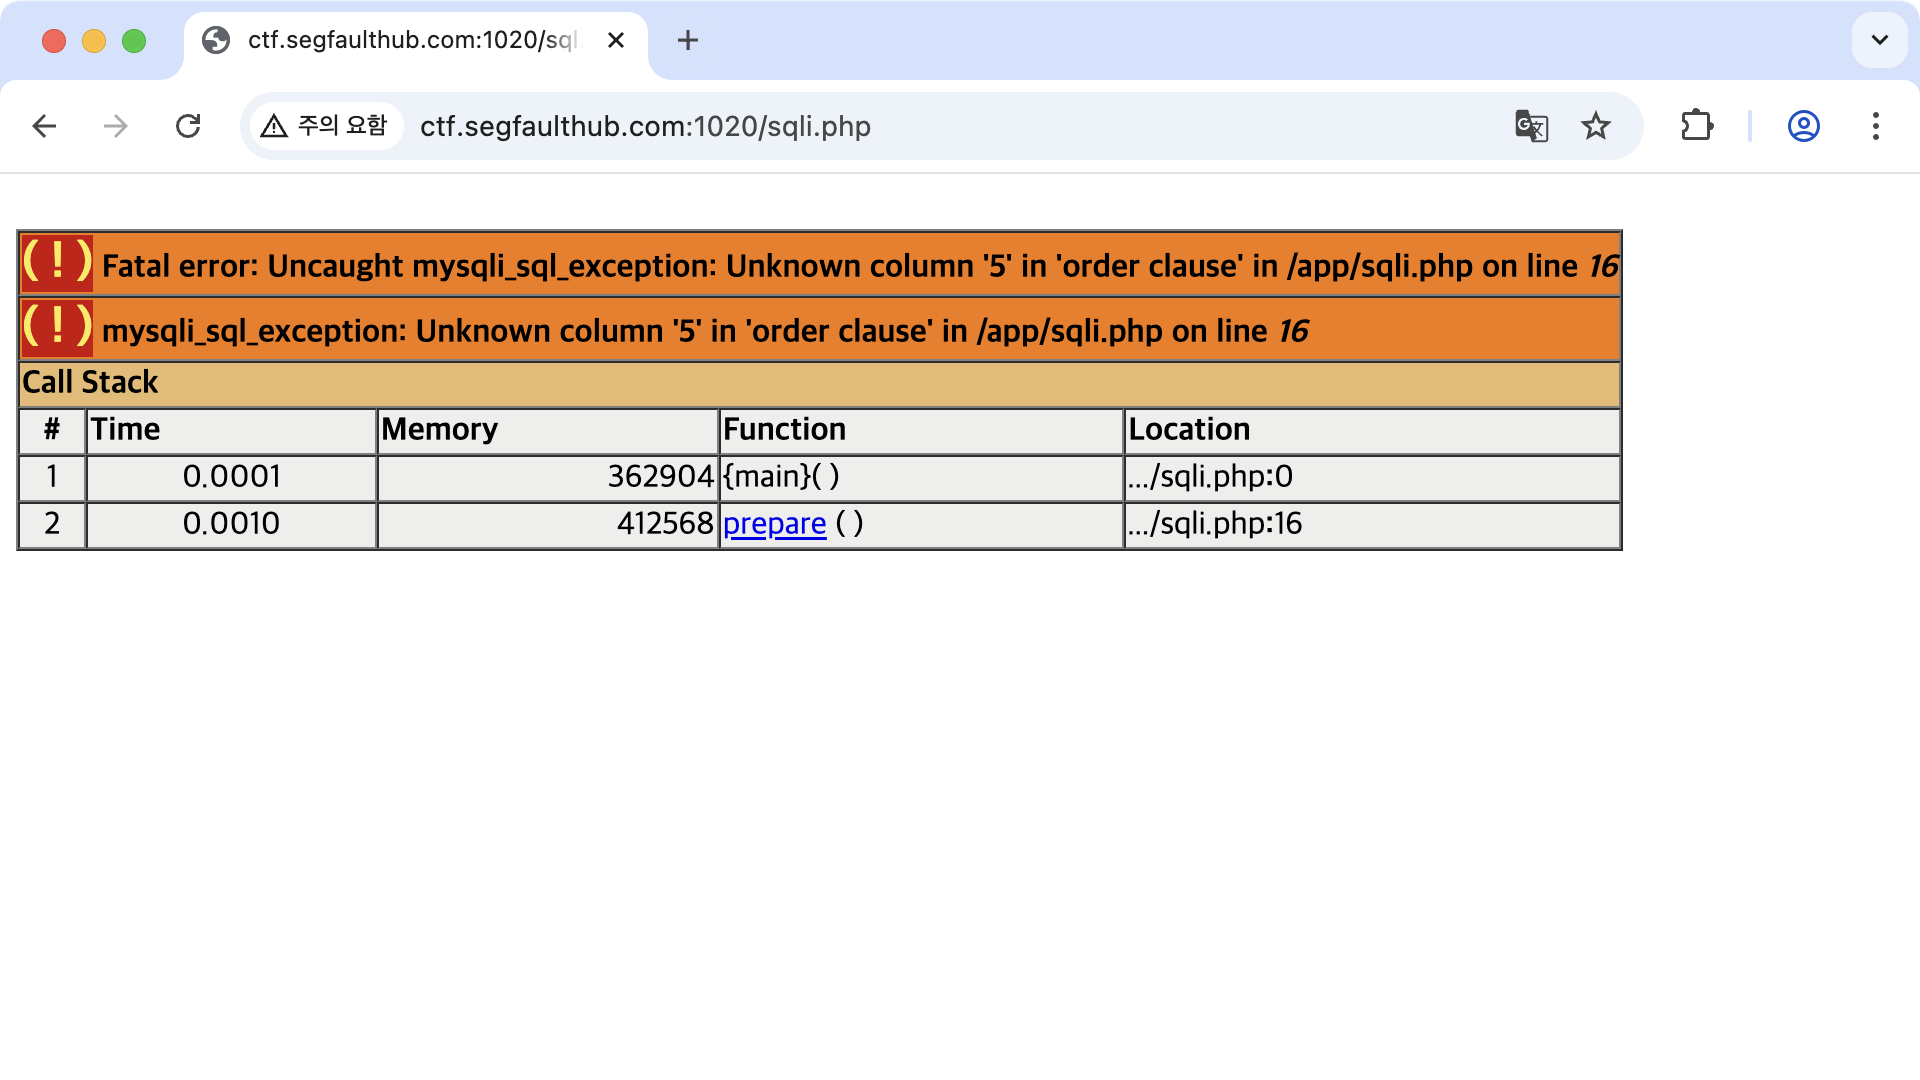 ctf.segfaulthub.com:1020/sql
주의 요함 ctf.segfaulthub.com:1020/sqli.php
(!) Fatal error: Uncaught mysqli_sql_exception: Unknown column '5' in 'order clause' in /app/sqli.php on line 16
(!) mysqli_sql_exception: Unknown column '5' in 'order clause' in /app/sqli.php on line 16
Call Stack
# Time Memory Function Location
1 0.0001 362904 {main}( ) .../sqli.php:0
2 0.0010 412568 prepare ( ) .../sqli.php:16